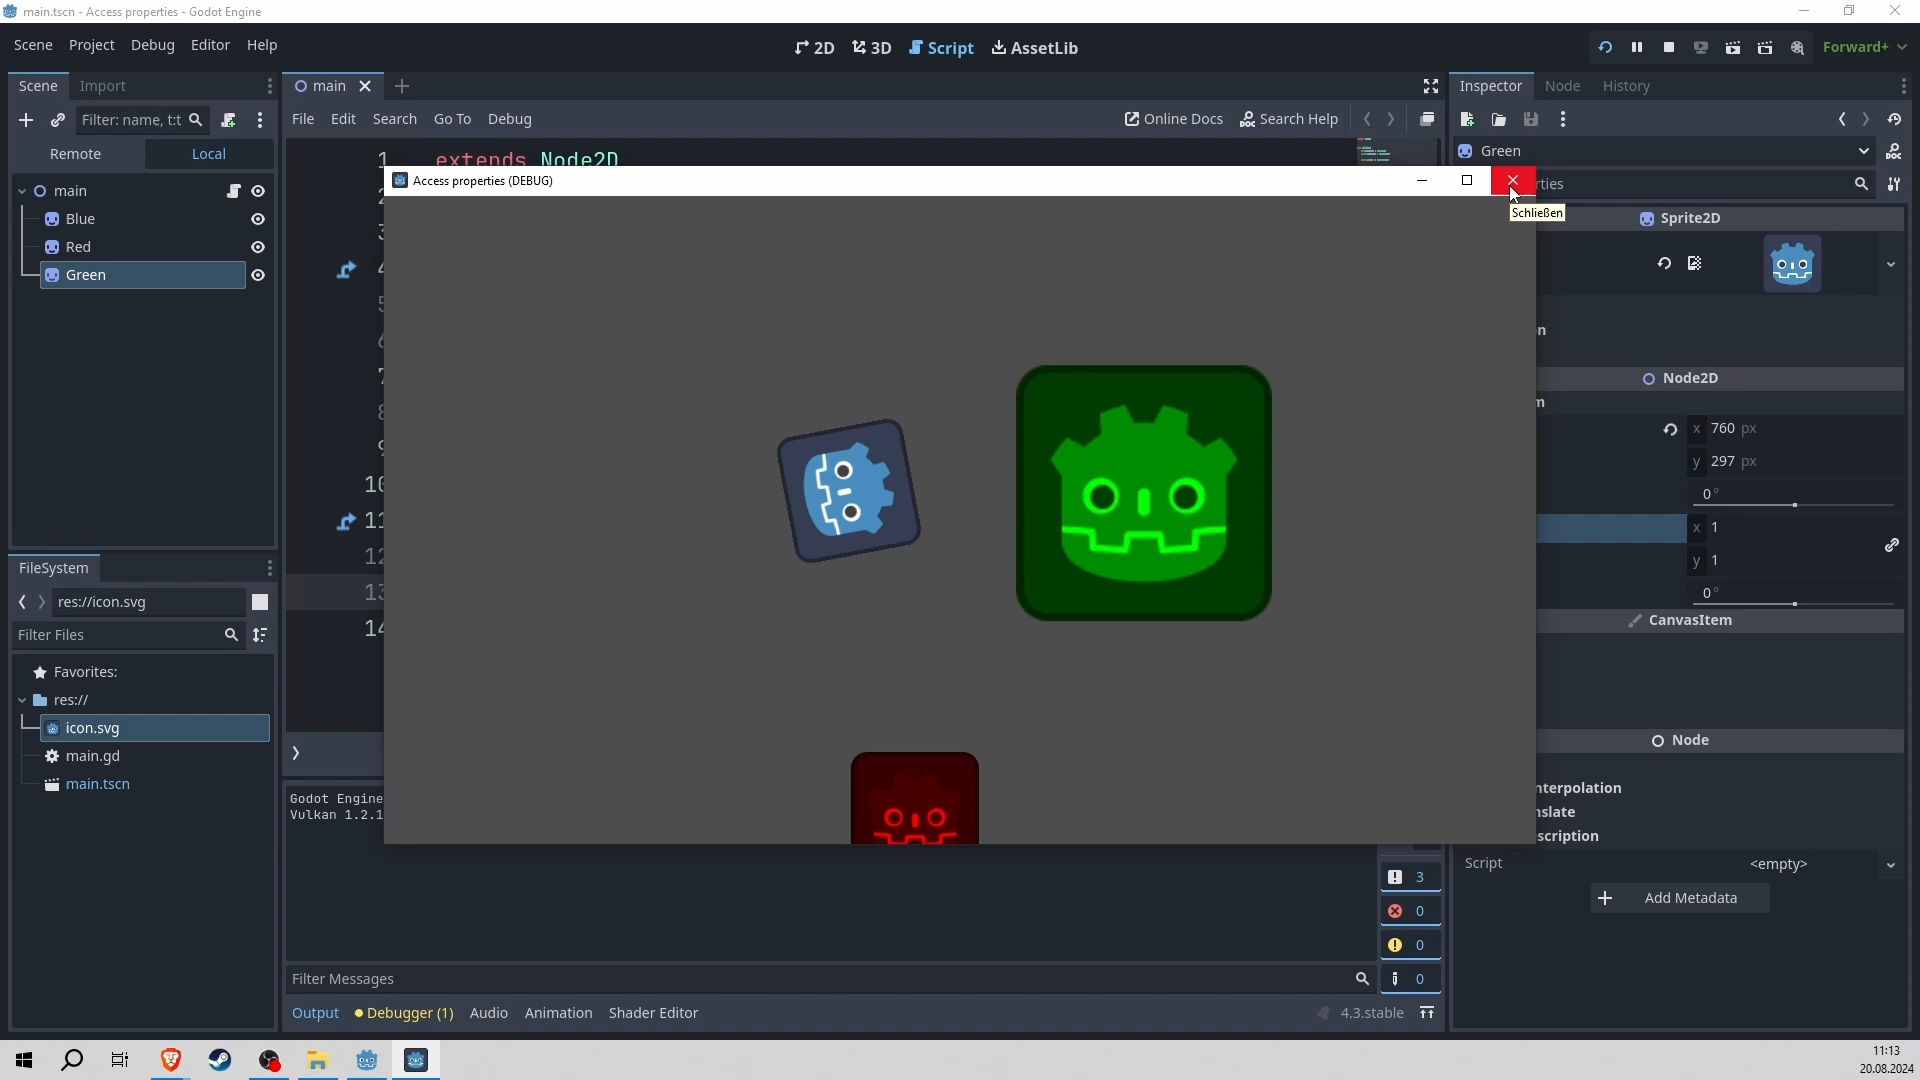 main.tscn - Access properties - Godot Engine
Scene Project Debug Editor Help
2D 3D Script AssetLib
Forward+
Scene Import
main
Inspector Node History
Filter: name, t:t
File Edit Search Go To Debug
Online Docs Search Help
Remote Local
Green
1 extends Node2D
main
Blue
Red
Green
Access properties (DEBUG)
Schließen
Sprite2D
Node2D
x 760 px
y 297 px
0 °
x 1
y 1
0 °
CanvasItem
Node
Script <empty>
Add Metadata
10
11
12
14
FileSystem
res://icon.svg
Filter Files
Favorites:
res://
icon.svg
main.gd
main.tscn
Godot Engine
Vulkan 1.2.1
3
0
0
0
Filter Messages
Output Debugger (1) Audio Animation Shader Editor
4.3.stable
11:13
20.08.2024